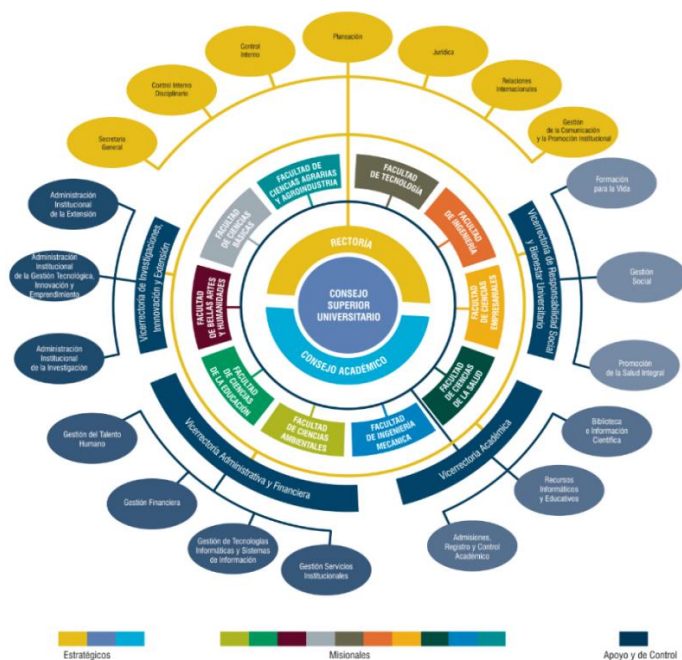 Planeación
Control
Interno
Jurídica
Control Interno
Disciplinario
Relaciones
Internacionales
Secretaria
General
Gestión
de la Comunicación
y la Promoción Institucional
Administración
Institucional
de la Extensión
Administración
Institucional
de la Gestión Tecnológica,
Innovación y
Emprendimiento
Administración
Institucional
de la Investigación
Vicerrectoría de Investigaciones,
Innovación y Extensión
FACULTAD DE
CIENCIAS AGRARIAS
Y AGROINDUSTRIA
FACULTAD
DE TECNOLOGÍA
FACULTAD
DE CIENCIAS
BÁSICAS
FACULTAD
DE INGENIERÍA
FACULTAD
DE BELLAS ARTES
Y HUMANIDADES
FACULTAD
DE CIENCIAS
EMPRESARIALES
FACULTAD
DE CIENCIAS
DE LA EDUCACIÓN
FACULTAD
DE CIENCIAS
DE LA SALUD
FACULTAD
DE CIENCIAS
AMBIENTALES
FACULTAD
DE INGENIERÍA
MECÁNICA
RECTORÍA
CONSEJO
SUPERIOR
UNIVERSITARIO
CONSEJO ACADÉMICO
Vicerrectoría de Responsabilidad Social
y Bienestar Universitario
Formación
para la Vida
Gestión
Social
Promoción
de la Salud Integral
Vicerrectoría Administrativa y Financiera
Gestión del Talento
Humano
Gestión Financiera
Gestión de Tecnologías
Informáticas y Sistemas
de Información
Gestión Servicios
Institucionales
Vicerrectoría Académica
Biblioteca
e Información
Científica
Recursos
Informáticos
y Educativos
Admisiones,
Registro y Control
Académico
Estratégicos
Misionales
Apoyo y de Control